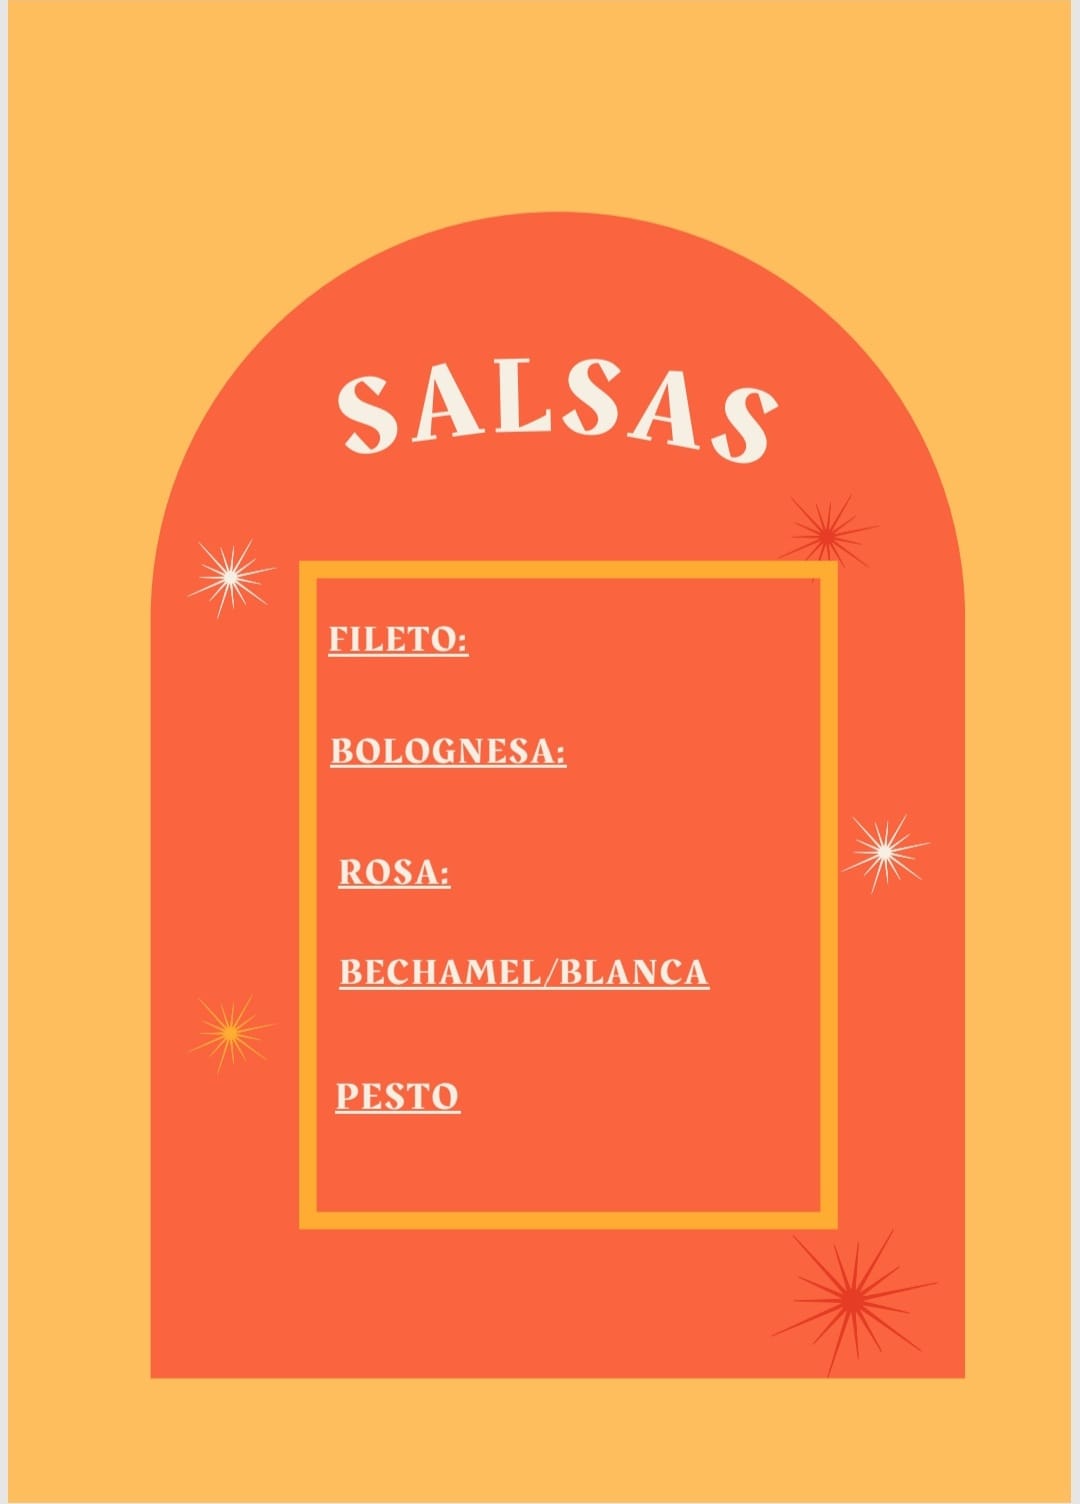 SALSAS
FILETO:
BOLOGNESA:
ROSA:
BECHAMEL/BLANCA
PESTO